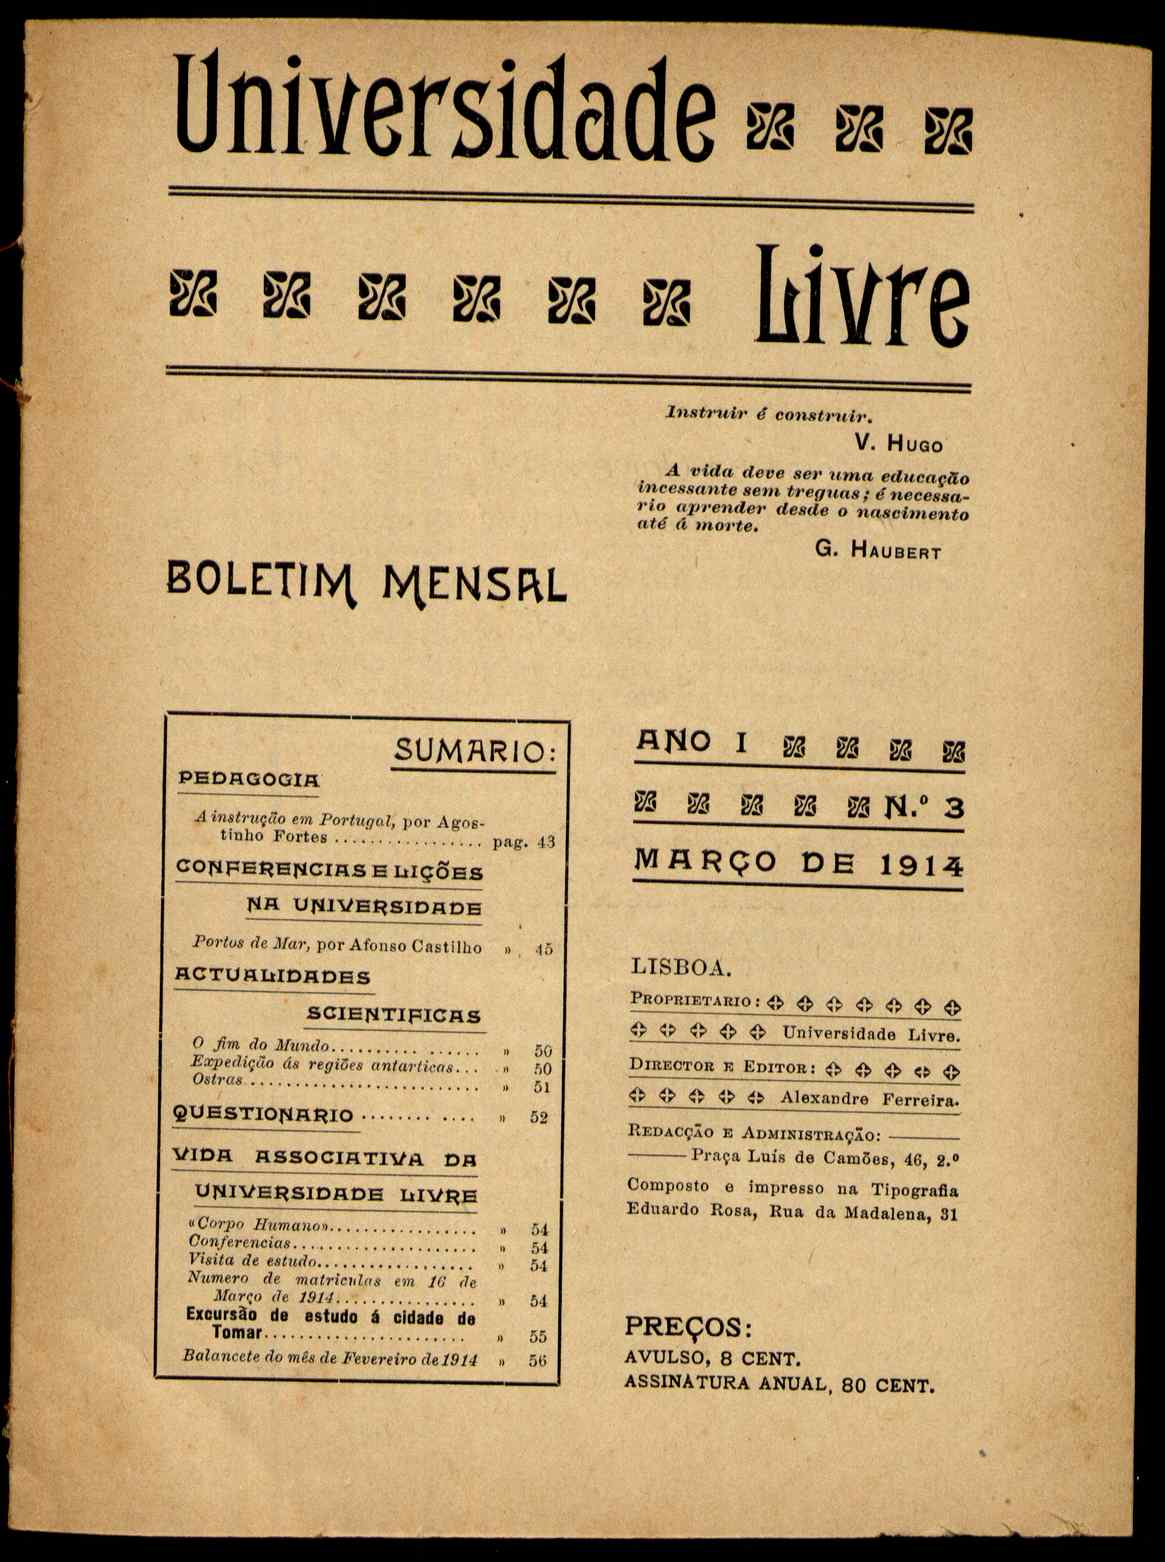 Universidade
Livre
Instruir é construir.
V. HUGO
A vida deve ser uma educação
incessante sem treguas; é necessa-
rio aprender desde o nascimento
até á morte.
G. HAUBERT
BOLETIM MENSAL
SUMARIO:
PEDAGOGIA
A instrução em Portugal, por Agos-
tinho Fortes ................. pag. 43
CONFERENCIAS E LIÇÕES
NA UNIVERSIDADE
Portos de Mar, por Afonso Castilho » 45
ACTUALIDADES
SCIENTIFICAS
O fim do Mundo.......... ...... » 50
Expedição ás regiões antarticas... » 50
Ostras.......................... » 51
QUESTIONARIO ........ .... » 52
VIDA ASSOCIATIVA DA
UNIVERSIDADE LIVRE
«Corpo Humano»................. » 54
Conferencias..................... » 54
Visita de estudo.................. » 54
Numero de matriculas em 16 de
Março de 1914................ » 54
Excursão de estudo á cidade de
Tomar....................... » 55
Balancete do mês de Fevereiro de 1914 » 56
ANO I
N.º 3
MARÇO DE 1914
LISBOA.
PROPRIETARIO:
Universidade Livre.
DIRECTOR E EDITOR:
Alexandre Ferreira.
REDACÇÃO E ADMINISTRAÇÃO: ———
——— Praça Luís de Camões, 46, 2.º
Composto e impresso na Tipografia
Eduardo Rosa, Rua da Madalena, 31
PREÇOS:
AVULSO, 8 CENT.
ASSINATURA ANUAL, 80 CENT.